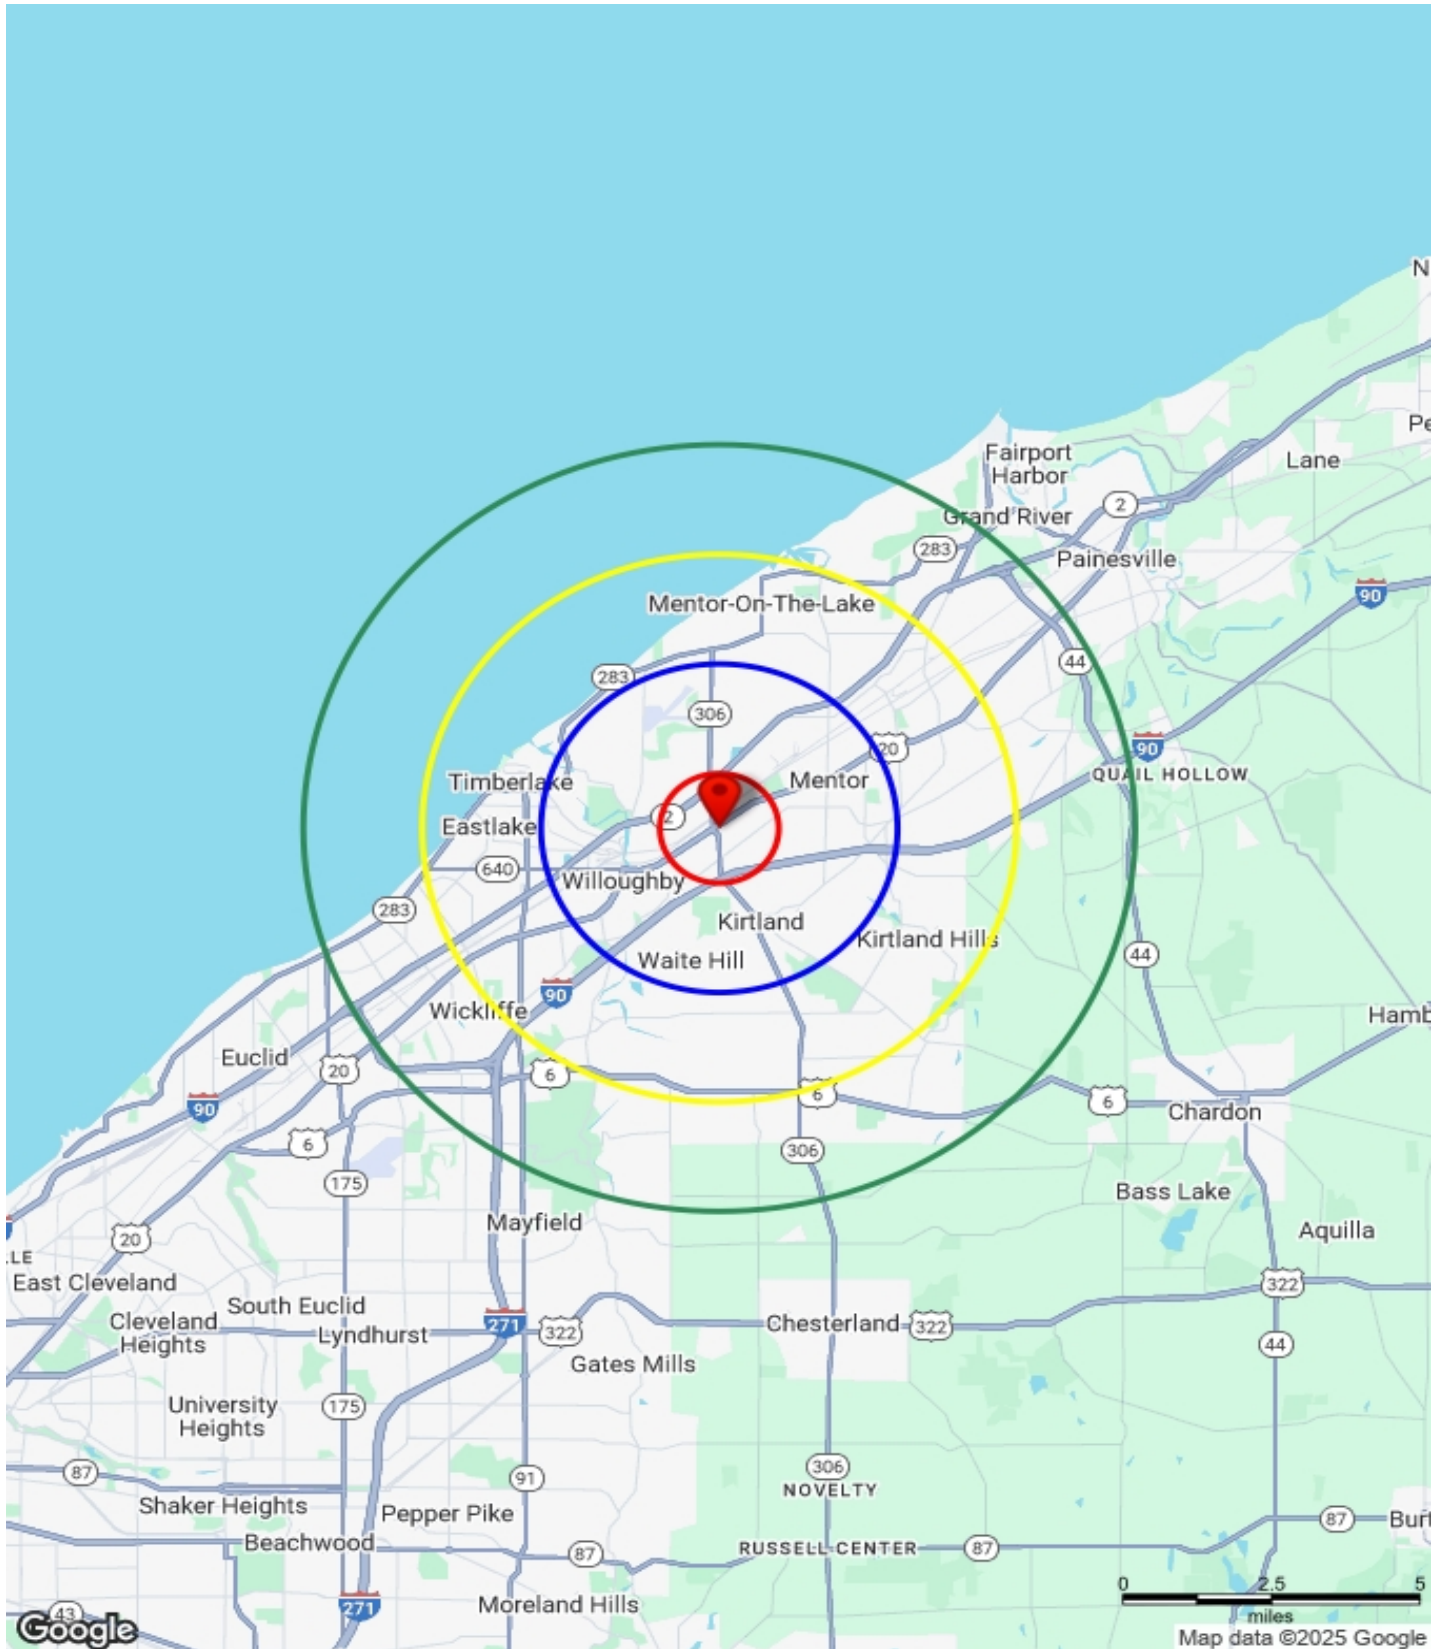 N
Pe
Fairport
Harbor
Lane
2
Grand River
283
Painesville
90
Mentor-On-The-Lake
44
283
306
20
90
QUAIL HOLLOW
Timberlake
Mentor
2
Eastlake
640
Willoughby
283
Kirtland
Kirtland Hills
44
Waite Hill
90
Wickliffe
Hamb
Euclid
20
6
6
6
90
Chardon
6
306
175
Bass Lake
Mayfield
Aquilla
20
LLE
East Cleveland
322
South Euclid
Cleveland
Heights
Lyndhurst
271
322
Chesterland
322
44
Gates Mills
University
Heights
175
306
87
91
NOVELTY
Shaker Heights
Pepper Pike
87
Burt
Beachwood
87
RUSSELL CENTER
87
0 2.5 5
miles
271
Moreland Hills
43
Google
Map data ©2025 Google